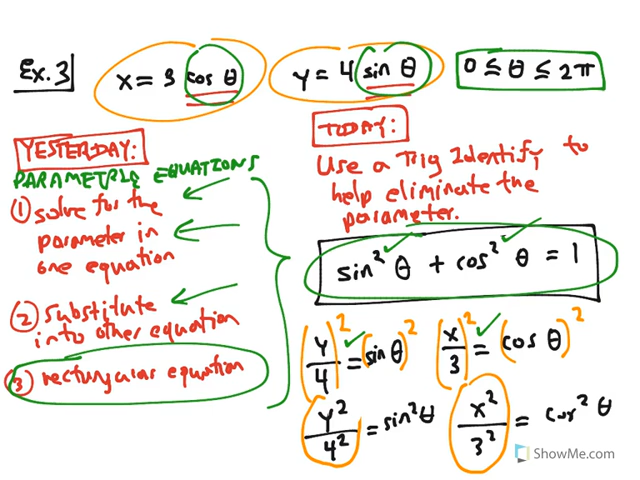 Ex. 3
x = 3 cos θ
y = 4 sin θ
0 ≤ θ ≤ 2π
YESTERDAY:
PARAMETRIC EQUATIONS
① solve for the
parameter in
one equation
② substitute
into other equation
③ rectangular equation
TODAY:
Use a Trig Identify to
help eliminate the
parameter.
sin² θ + cos² θ = 1
(y/4)² = (sin θ)²
(x/3)² = (cos θ)²
y²/4² = sin² θ
x²/3² = cos² θ
ShowMe.com